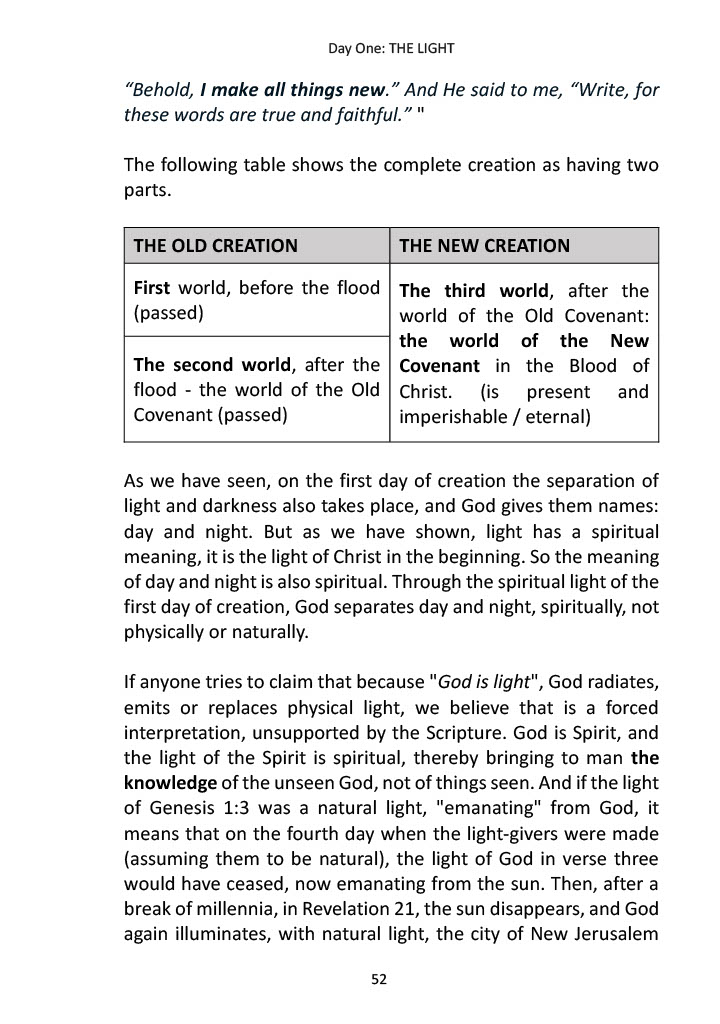 Day One: THE LIGHT
“Behold, I make all things new.” And He said to me, “Write, for
these words are true and faithful.” "
The following table shows the complete creation as having two
parts.
THE OLD CREATION
THE NEW CREATION
First world, before the flood
(passed)
The second world, after the
flood - the world of the Old
Covenant (passed)
The third world, after the
world of the Old Covenant:
the world of the New
Covenant in the Blood of
Christ. (is present and
imperishable / eternal)
As we have seen, on the first day of creation the separation of
light and darkness also takes place, and God gives them names:
day and night. But as we have shown, light has a spiritual
meaning, it is the light of Christ in the beginning. So the meaning
of day and night is also spiritual. Through the spiritual light of the
first day of creation, God separates day and night, spiritually, not
physically or naturally.
If anyone tries to claim that because "God is light", God radiates,
emits or replaces physical light, we believe that is a forced
interpretation, unsupported by the Scripture. God is Spirit, and
the light of the Spirit is spiritual, thereby bringing to man the
knowledge of the unseen God, not of things seen. And if the light
of Genesis 1:3 was a natural light, "emanating" from God, it
means that on the fourth day when the light-givers were made
(assuming them to be natural), the light of God in verse three
would have ceased, now emanating from the sun. Then, after a
break of millennia, in Revelation 21, the sun disappears, and God
again illuminates, with natural light, the city of New Jerusalem
52